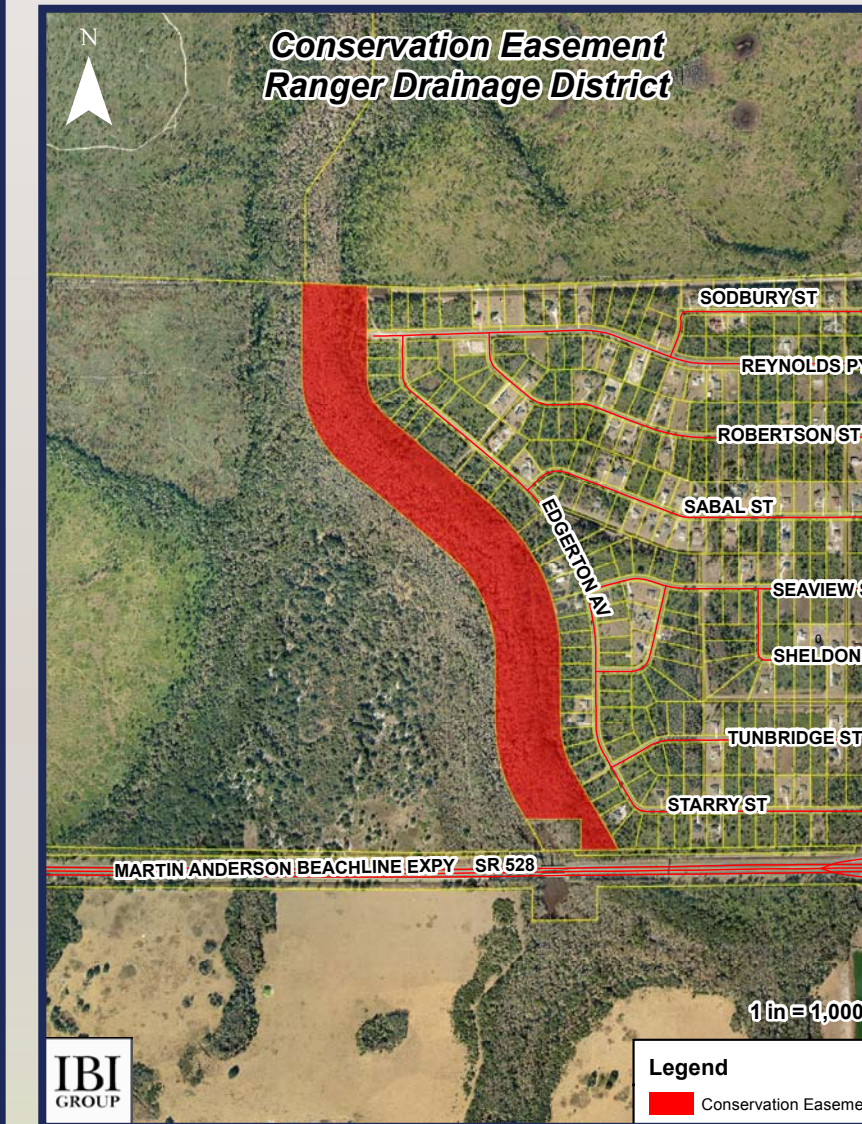 N
Conservation Easement
Ranger Drainage District
SODBURY ST
REYNOLDS PY
ROBERTSON ST
SABAL ST
EDGERTON AV
SEAVIEW S
SHELDON
TUNBRIDGE ST
STARRY ST
MARTIN ANDERSON BEACHLINE EXPY SR 528
1 in = 1,000
IBI
GROUP
Legend
Conservation Easeme